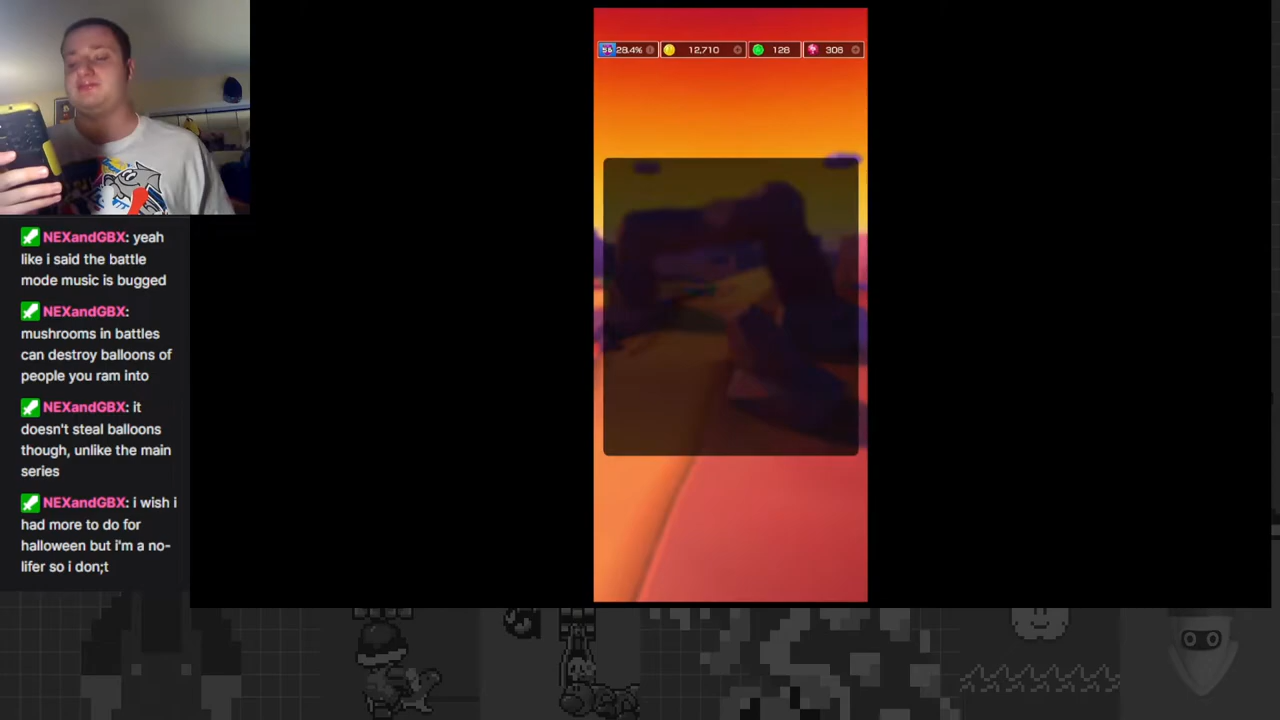 56 28.4% 12,710 128 306
NEXandGBX: yeah
like i said the battle
mode music is bugged
NEXandGBX:
mushrooms in battles
can destroy balloons of
people you ram into
NEXandGBX: it
doesn't steal balloons
though, unlike the main
series
NEXandGBX: i wish i
had more to do for
halloween but i'm a no-
lifer so i don;t